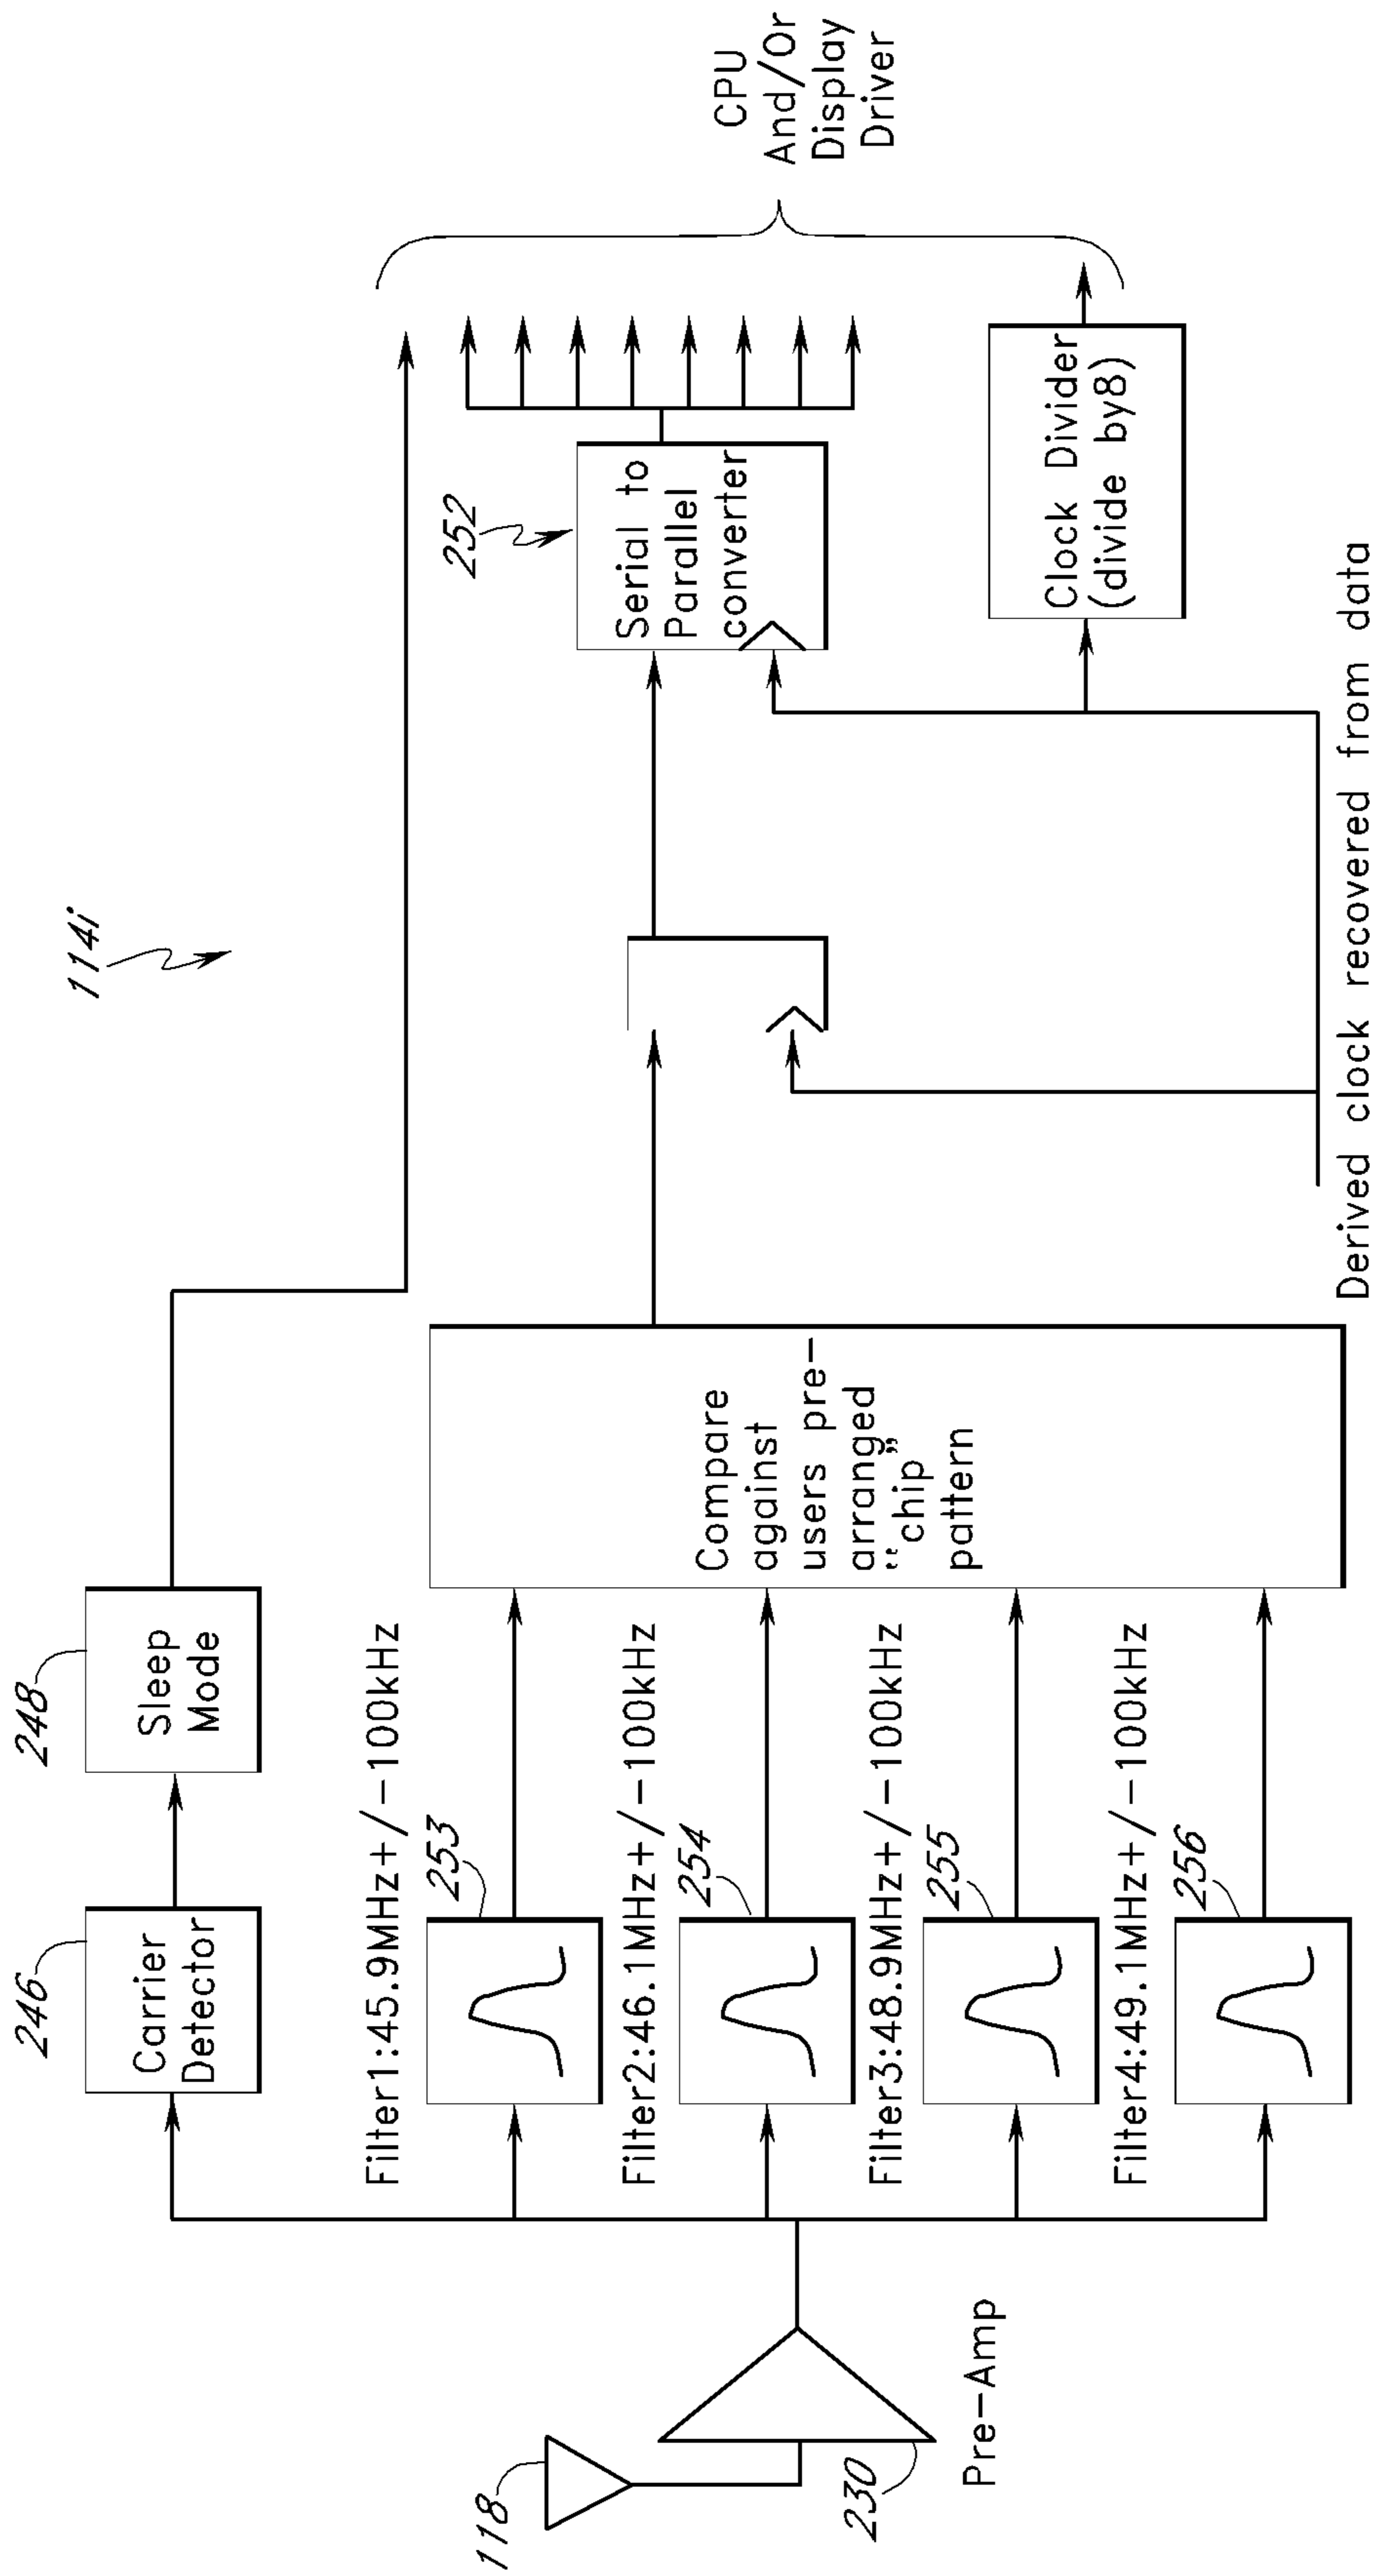 114i
118
230
Pre-Amp
246
Carrier
Detector
248
Sleep
Mode
Filter1:45.9MHz+/-100kHz
253
Filter2:46.1MHz+/-100kHz
254
Filter3:48.9MHz+/-100kHz
255
Filter4:49.1MHz+/-100kHz
256
Compare
against
users pre-
arranged
“chip”
pattern
252
Serial to
Parallel
converter
Clock Divider
(divide by8)
Derived clock recovered from data
CPU
And/Or
Display
Driver